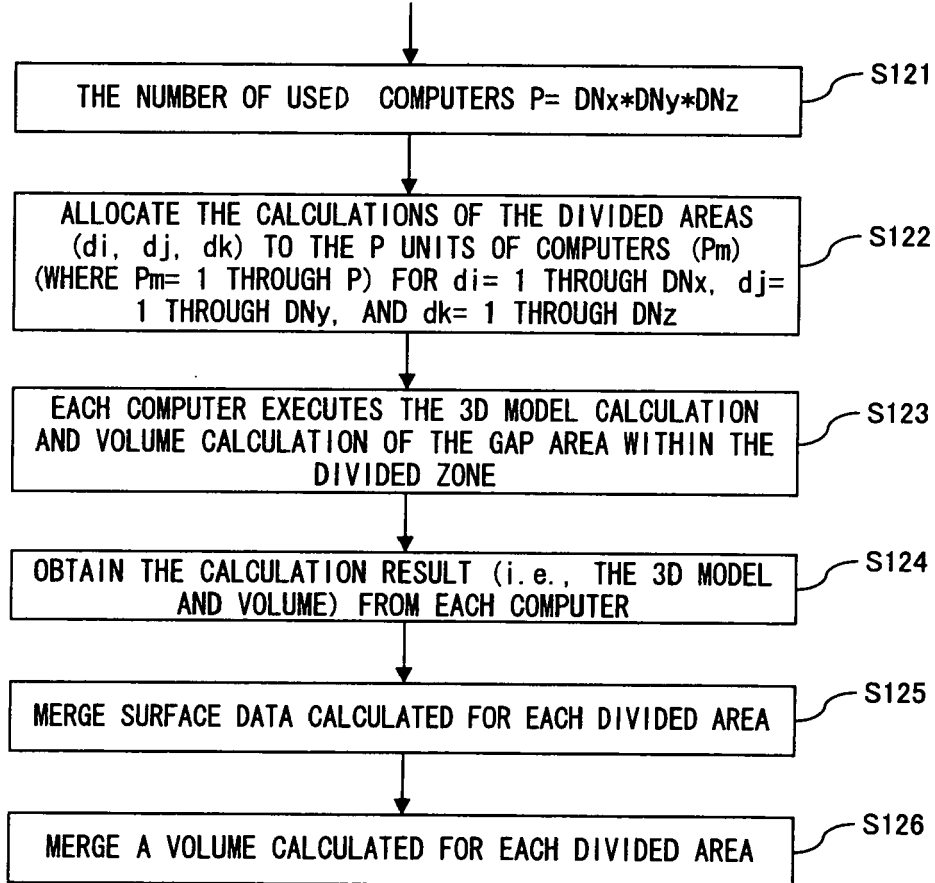 THE NUMBER OF USED COMPUTERS P= DNx*DNy*DNz
S121
ALLOCATE THE CALCULATIONS OF THE DIVIDED AREAS
(di, dj, dk) TO THE P UNITS OF COMPUTERS (Pm)
(WHERE Pm= 1 THROUGH P) FOR di= 1 THROUGH DNx, dj=
1 THROUGH DNy, AND dk= 1 THROUGH DNz
S122
EACH COMPUTER EXECUTES THE 3D MODEL CALCULATION
AND VOLUME CALCULATION OF THE GAP AREA WITHIN THE
DIVIDED ZONE
S123
OBTAIN THE CALCULATION RESULT (i.e., THE 3D MODEL
AND VOLUME) FROM EACH COMPUTER
S124
MERGE SURFACE DATA CALCULATED FOR EACH DIVIDED AREA
S125
MERGE A VOLUME CALCULATED FOR EACH DIVIDED AREA
S126